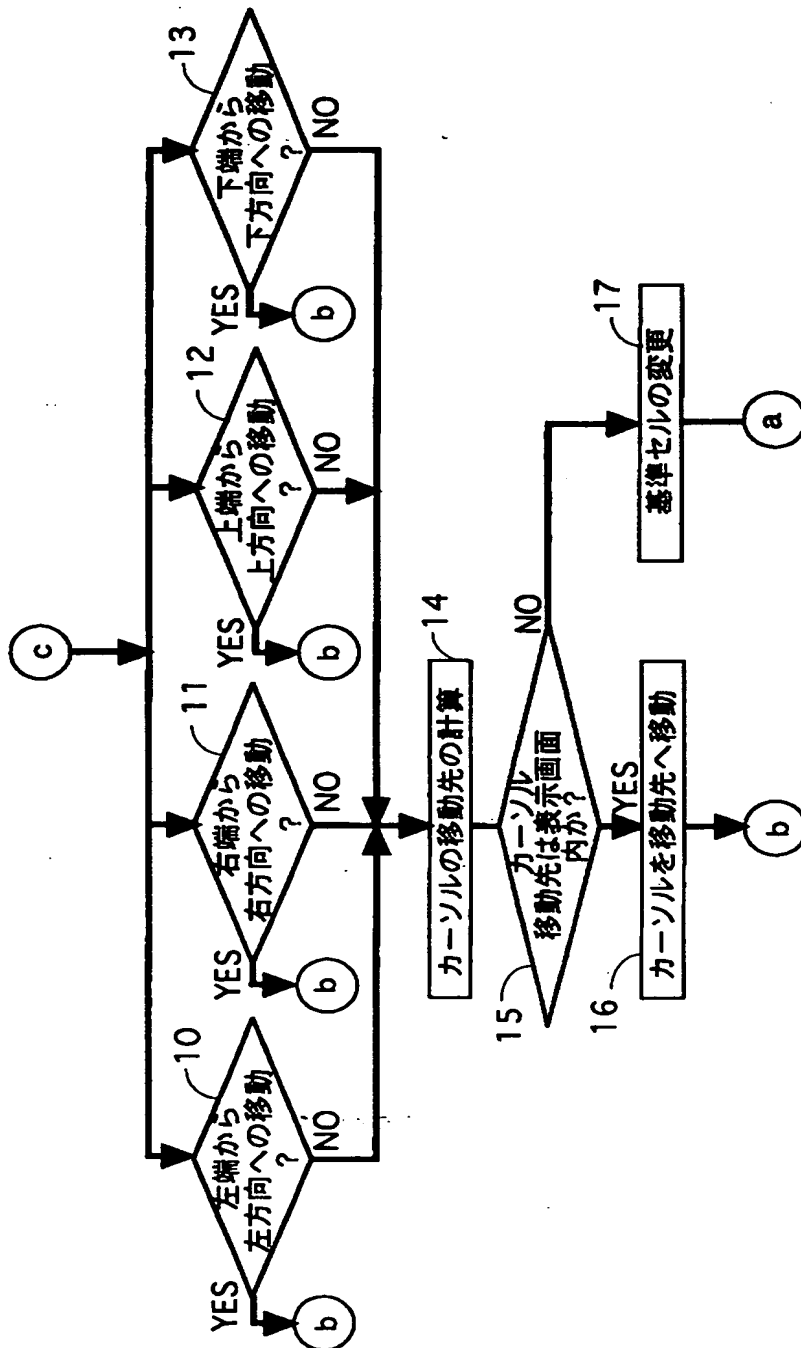 c
10
左端から
左方向への移動
?
YES
NO
b
11
右端から
右方向への移動
?
YES
NO
b
12
上端から
上方向への移動
?
YES
NO
b
13
下端から
下方向への移動
?
YES
NO
b
14
カーソルの移動先の計算
15
カーソル
移動先は表示画面
内か?
NO
YES
16
カーソルを移動先へ移動
b
17
基準セルの変更
a